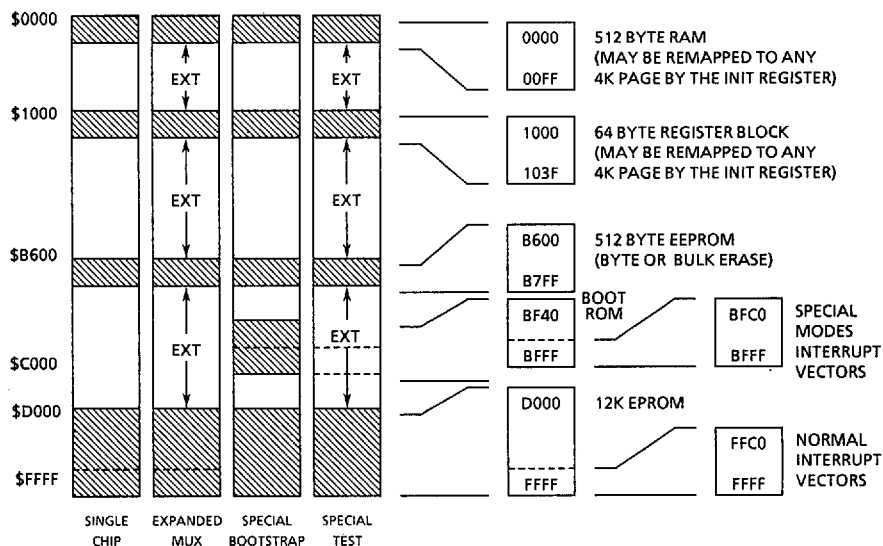 $0000
$1000
$B600
$C000
$D000
$FFFF
EXT
EXT
EXT
EXT
EXT
EXT
SINGLE CHIP
EXPANDED MUX
SPECIAL BOOTSTRAP
SPECIAL TEST
0000
00FF
512 BYTE RAM
(MAY BE REMAPPED TO ANY
4K PAGE BY THE INIT REGISTER)
1000
103F
64 BYTE REGISTER BLOCK
(MAY BE REMAPPED TO ANY
4K PAGE BY THE INIT REGISTER)
B600
B7FF
512 BYTE EEPROM
(BYTE OR BULK ERASE)
BF40
BFFF
BOOT
ROM
BFC0
BFFF
SPECIAL
MODES
INTERRUPT
VECTORS
D000
FFFF
12K EPROM
FFC0
FFFF
NORMAL
INTERRUPT
VECTORS